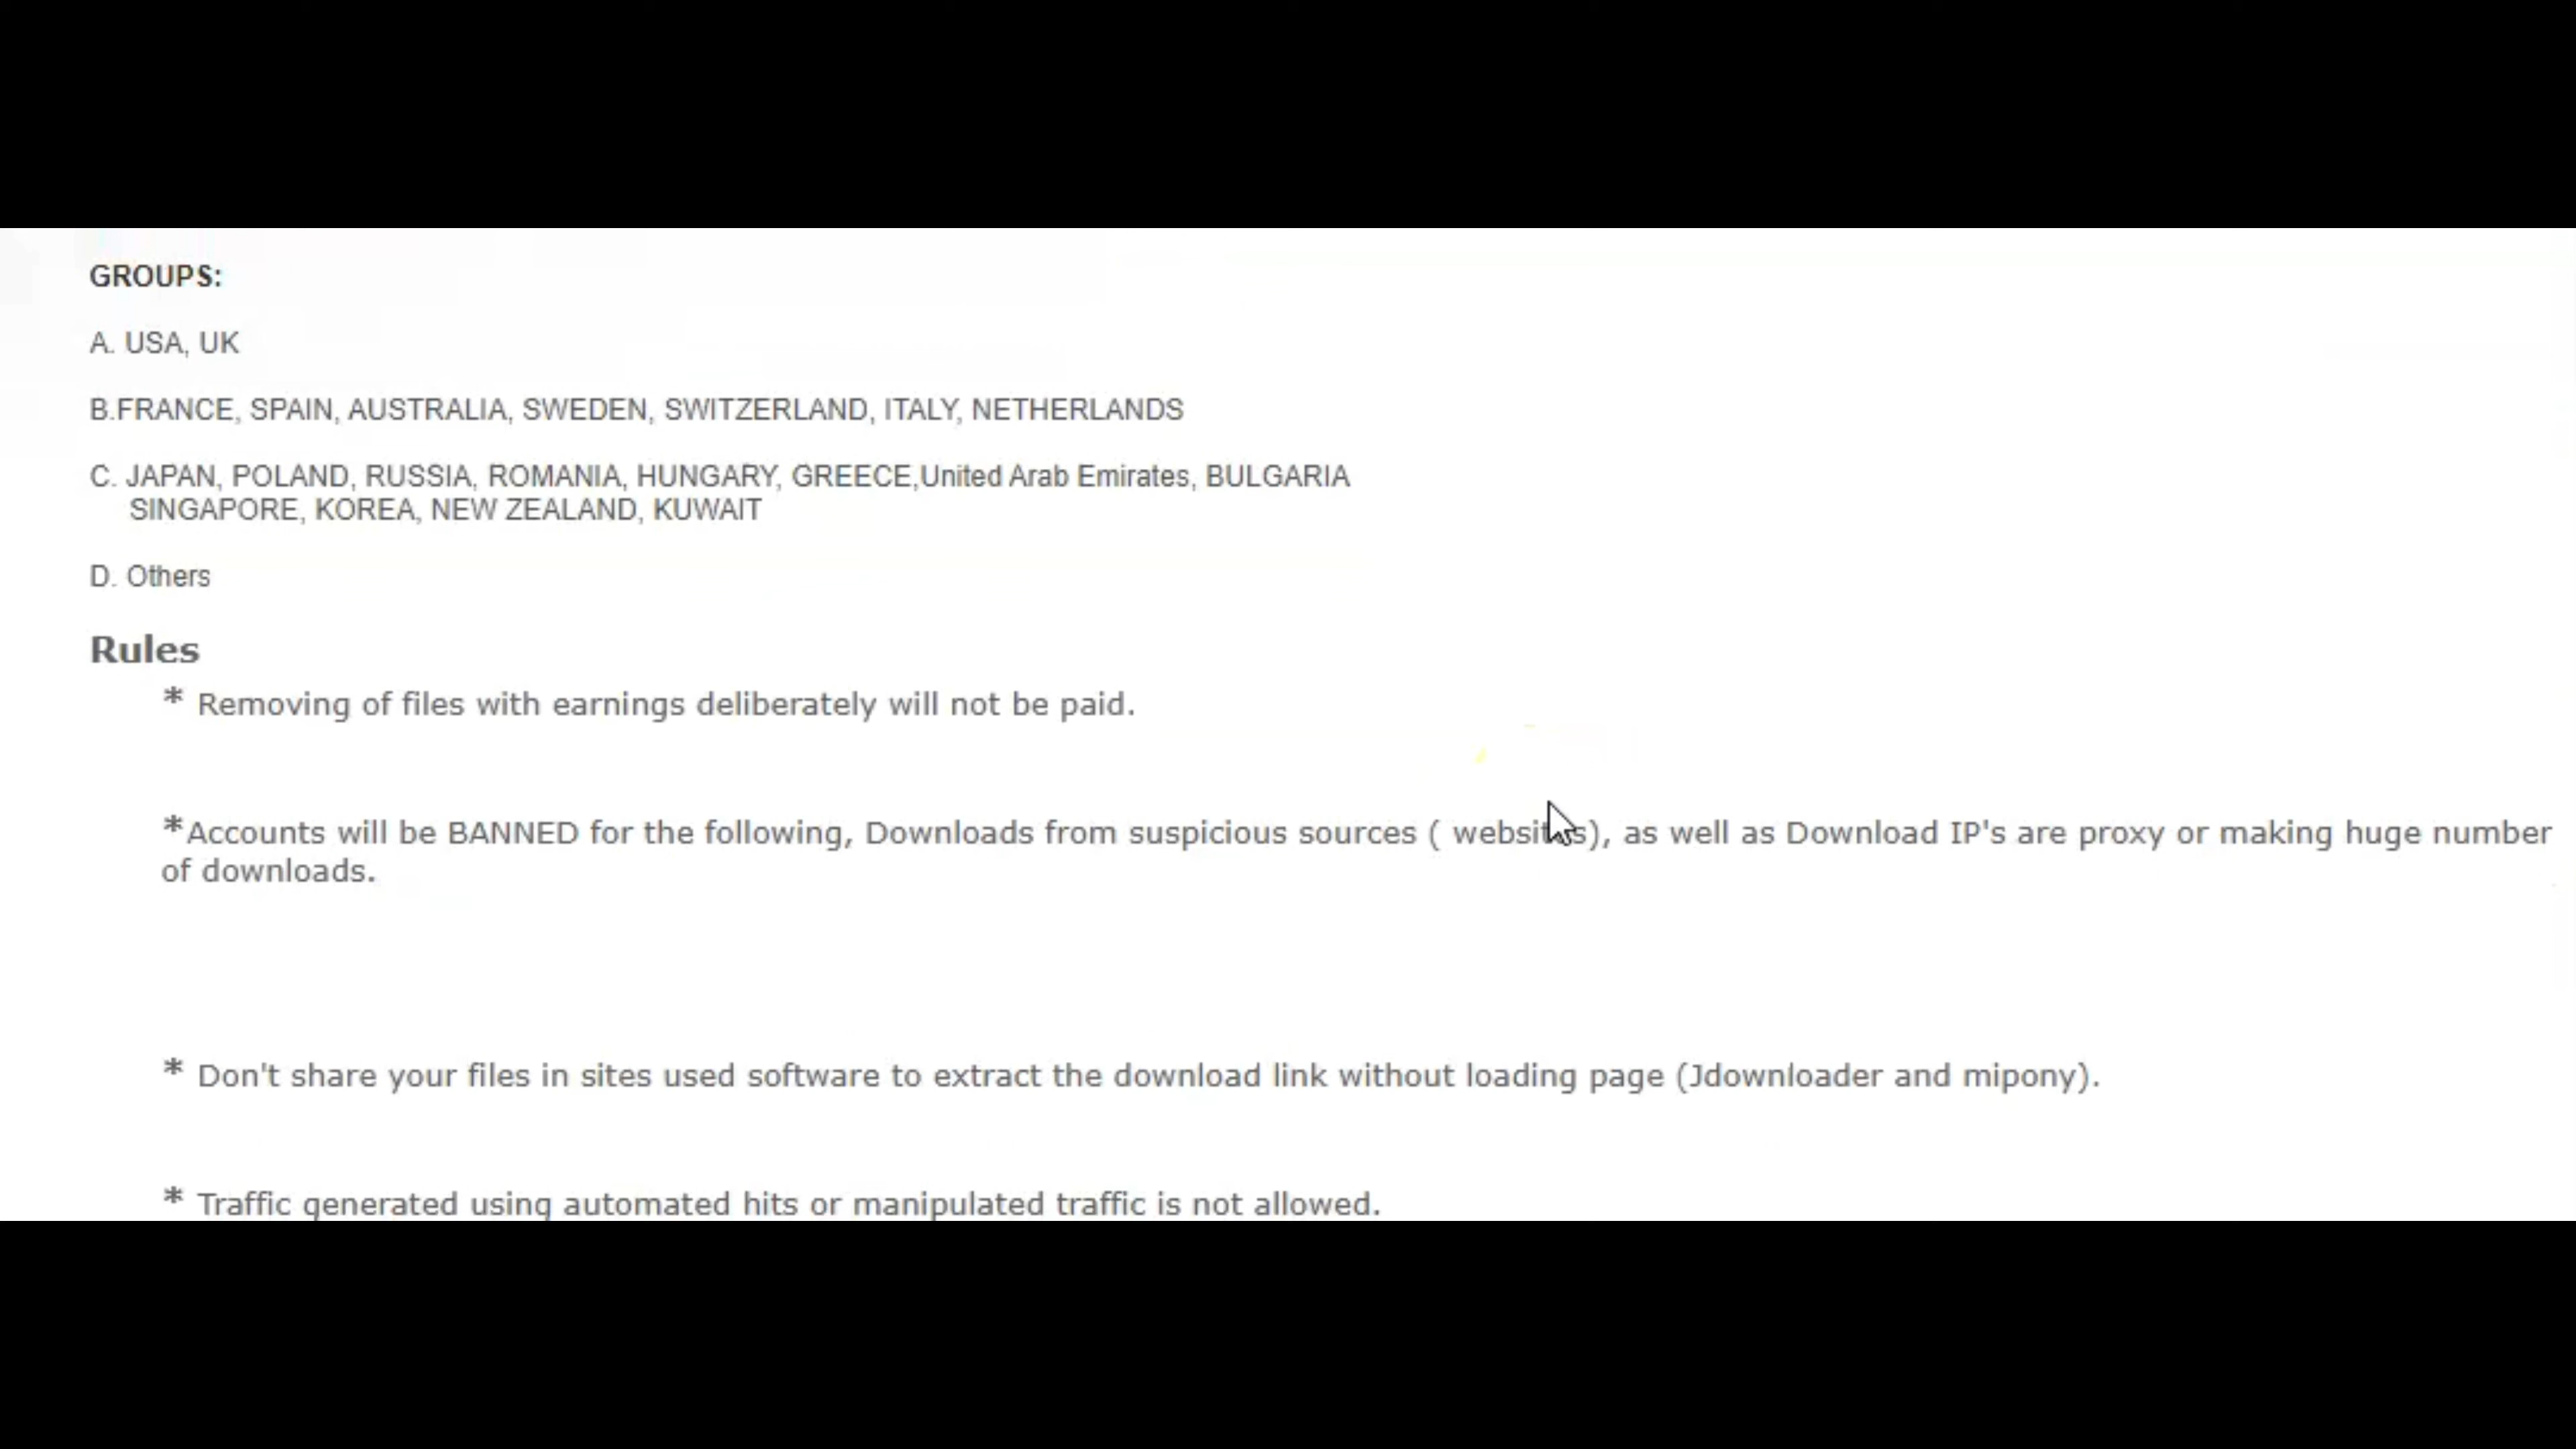 GROUPS:
A. USA, UK
B.FRANCE, SPAIN, AUSTRALIA, SWEDEN, SWITZERLAND, ITALY, NETHERLANDS
C. JAPAN, POLAND, RUSSIA, ROMANIA, HUNGARY, GREECE,United Arab Emirates, BULGARIA
SINGAPORE, KOREA, NEW ZEALAND, KUWAIT
D. Others
Rules
* Removing of files with earnings deliberately will not be paid.
*Accounts will be BANNED for the following, Downloads from suspicious sources ( websites), as well as Download IP's are proxy or making huge number
of downloads.
* Don't share your files in sites used software to extract the download link without loading page (Jdownloader and mipony).
* Traffic generated using automated hits or manipulated traffic is not allowed.